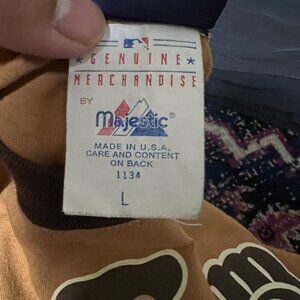 GENUINE
MERCHANDISE
BY
Majestic®
MADE IN U.S.A.
CARE AND CONTENT
ON BACK
1134
L